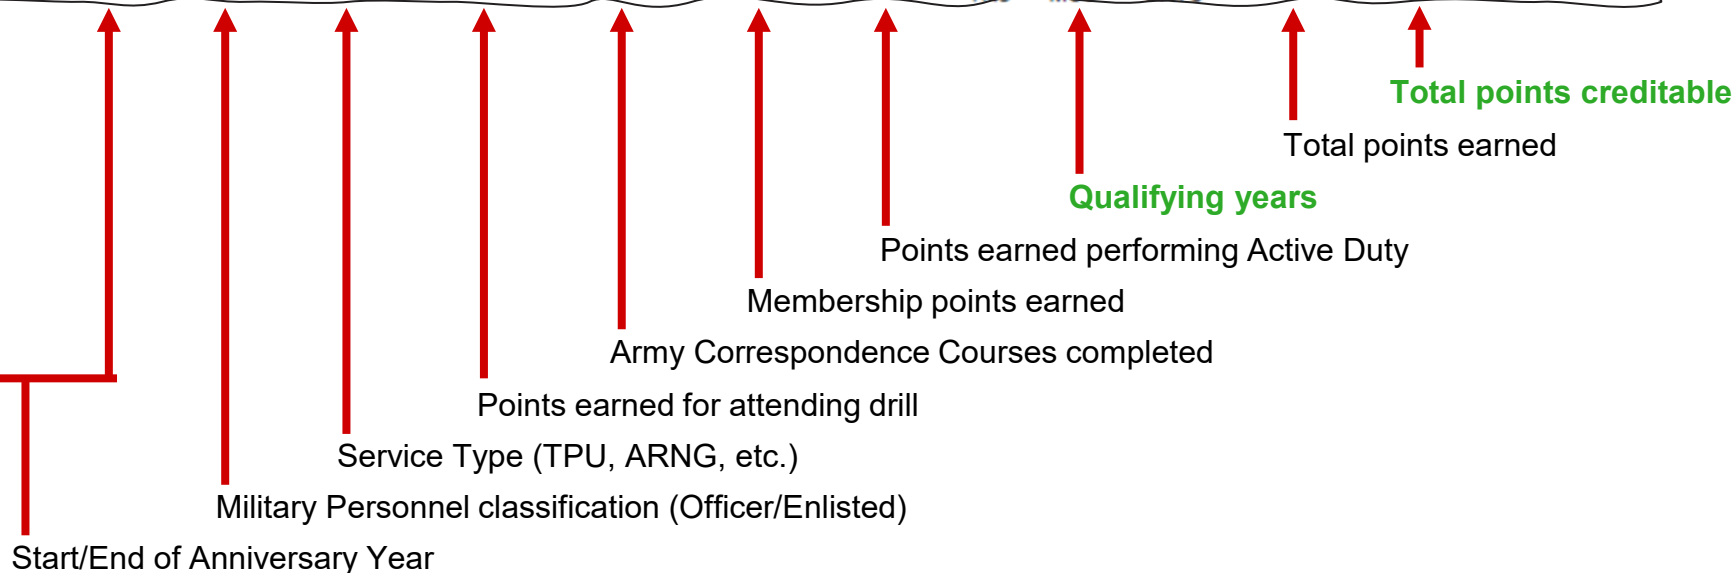 Total points creditable
Total points earned
Qualifying years
Points earned performing Active Duty
Membership points earned
Army Correspondence Courses completed
Points earned for attending drill
Service Type (TPU, ARNG, etc.)
Military Personnel classification (Officer/Enlisted)
Start/End of Anniversary Year